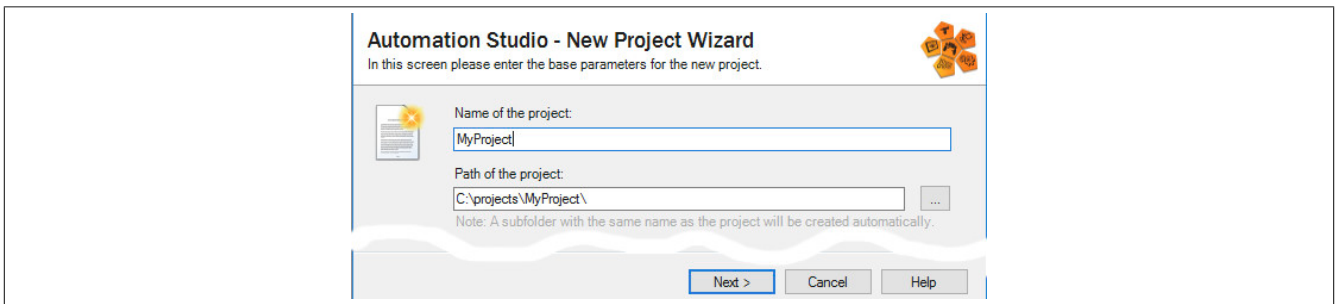 Automation Studio - New Project Wizard
In this screen please enter the base parameters for the new project.
Name of the project:
MyProject
Path of the project:
C:\projects\MyProject\
...
Note: A subfolder with the same name as the project will be created automatically.
Next >
Cancel
Help